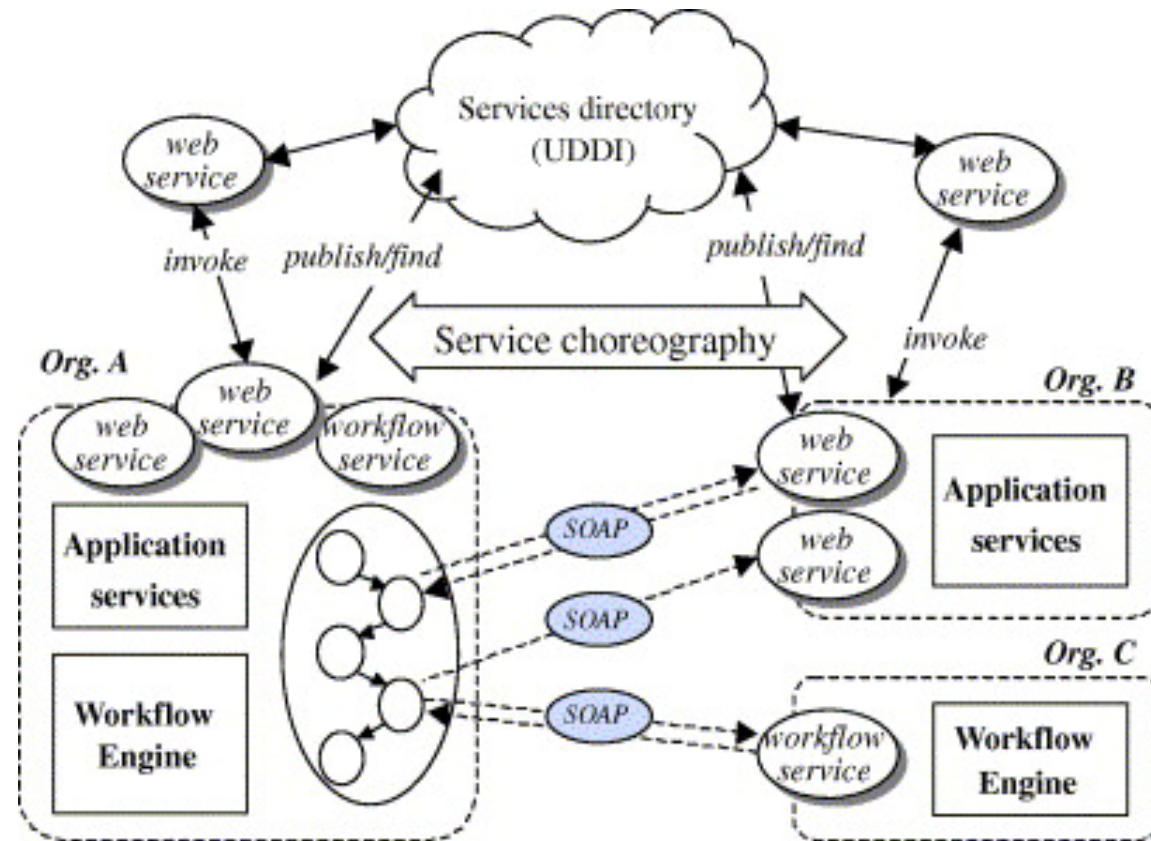 Services directory
(UDDI)
web
service
web
service
invoke
publish/find
publish/find
invoke
Service choreography
Org. A
Org. B
web
service
web
service
workflow
service
web
service
Application
services
Application
services
SOAP
web
service
SOAP
Org. C
Workflow
Engine
SOAP
workflow
service
Workflow
Engine